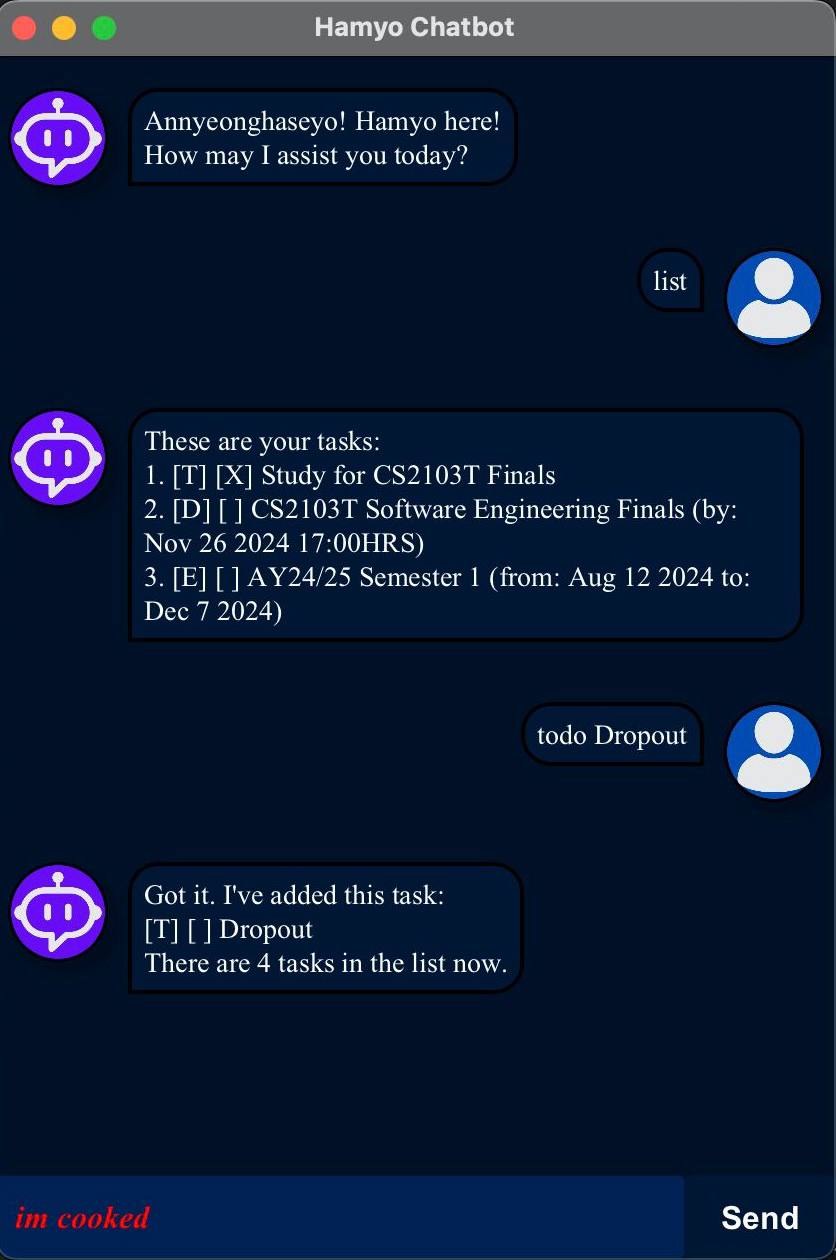 Hamyo Chatbot
Annyeonghaseyo! Hamyo here!
How may I assist you today?
list
These are your tasks:
1. [T] [X] Study for CS2103T Finals
2. [D] [ ] CS2103T Software Engineering Finals (by:
Nov 26 2024 17:00HRS)
3. [E] [ ] AY24/25 Semester 1 (from: Aug 12 2024 to:
Dec 7 2024)
todo Dropout
Got it. I've added this task:
[T] [ ] Dropout
There are 4 tasks in the list now.
im cooked
Send